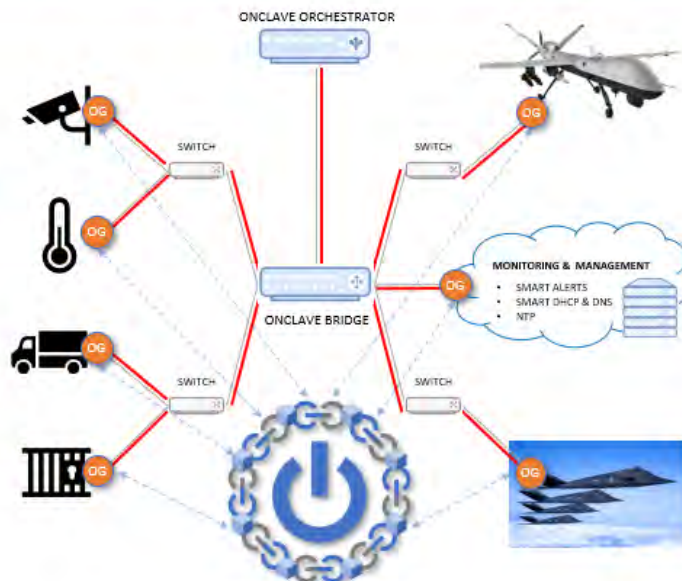 ONCLAVE ORCHESTRATOR
OG
OG
SWITCH
SWITCH
OG
OG
MONITORING & MANAGEMENT
• SMART ALERTS
• SMART DHCP & DNS
• NTP
ONCLAVE BRIDGE
OG
SWITCH
SWITCH
OG
OG